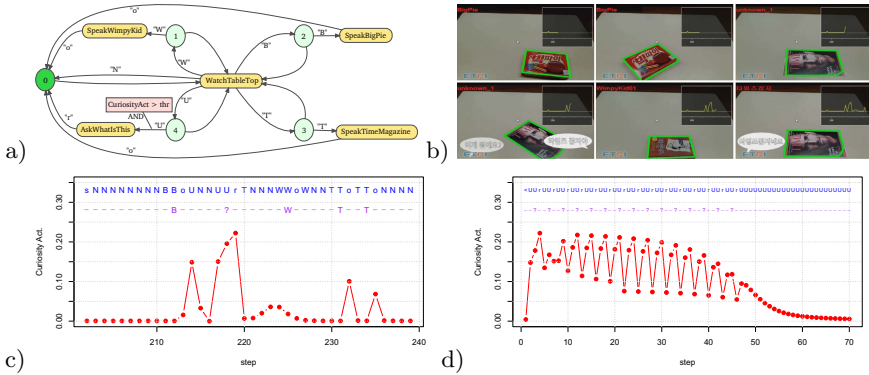 a)
"o"
SpeakWimpyKid
"W"
1
2
"B"
SpeakBigPie
"o"
"W"
"B"
0
"N"
WatchTableTop
CuriosityAct > thr
"U"
"T"
AND
"r"
AskWhatIsThis
"U"
4
3
"T"
SpeakTimeMagazine
"o"
b)
BigPie
BigPie
unknown_1
unknown_1
WimpyKid01
c)
s N N N N N N N N B B o U N N U U r T N N N W W o W N N T T o T T o N N N N
B ? W T T
Curiosity Act.
0.30
0.20
0.10
0.00
210
220
230
240
step
d)
Curiosity Act.
0.30
0.20
0.10
0.00
0
10
20
30
40
50
60
70
step